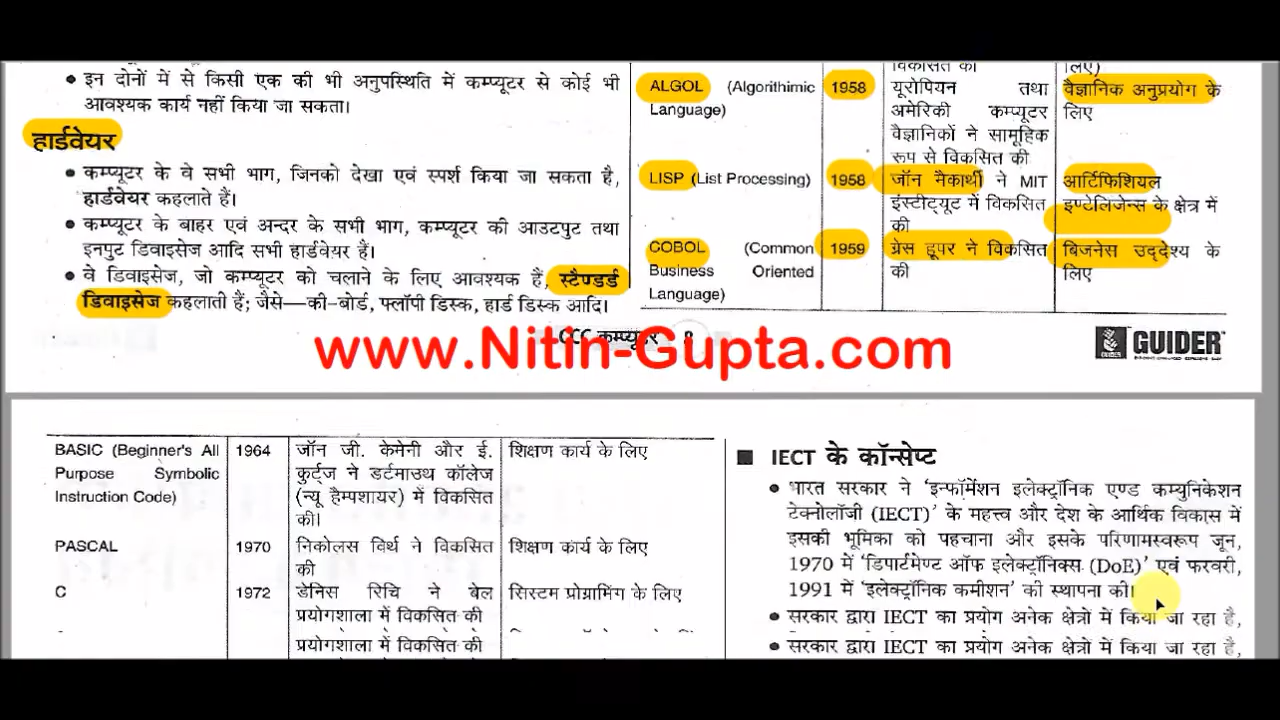 इन दोनों में से किसी एक की भी अनुपस्थिति में कम्प्यूटर से कोई भी
आवश्यक कार्य नहीं किया जा सकता।
हार्डवेयर
कम्प्यूटर के वे सभी भाग, जिनको देखा एवं स्पर्श किया जा सकता है,
हार्डवेयर कहलाते हैं।
कम्प्यूटर के बाहर एवं अन्दर के सभी भाग, कम्प्यूटर की आउटपुट तथा
इनपुट डिवाइसेज आदि सभी हार्डवेयर हैं।
वे डिवाइसेज, जो कम्प्यूटर को चलाने के लिए आवश्यक हैं, स्टैण्डर्ड
डिवाइसेज कहलाती हैं; जैसे—की-बोर्ड, फ्लॉपी डिस्क, हार्ड डिस्क आदि।
विकसित की लिए)
ALGOL (Algorithimic 1958 यूरोपियन तथा वैज्ञानिक अनुप्रयोग के
Language) अमेरिकी कम्प्यूटर लिए
वैज्ञानिकों ने सामूहिक
रूप से विकसित की
LISP (List Processing) 1958 जॉन नैकार्थी ने MIT आर्टिफिशियल
इंस्टीट्यूट में विकसित इण्टेलिजेन्स के क्षेत्र में
की
COBOL (Common 1959 ग्रेस हूपर ने विकसित बिजनेस उद्देश्य के
Business Oriented की लिए
Language)
CCC कम्प्यूटर 8
GUIDER
www.Nitin-Gupta.com
BASIC (Beginner's All 1964 जॉन जी. केमेनी और ई. शिक्षण कार्य के लिए
Purpose Symbolic कुर्ट्ज ने डर्टमाउथ कॉलेज
Instruction Code) (न्यू हैम्पशायर) में विकसित
की।
PASCAL 1970 निकोलस विर्थ ने विकसित शिक्षण कार्य के लिए
की
C 1972 डेनिस रिचि ने बेल सिस्टम प्रोग्रामिंग के लिए
प्रयोगशाला में विकसित की
प्रयोगशाला में विकसित की
IECT के कॉन्सेप्ट
भारत सरकार ने 'इन्फॉर्मेशन इलेक्ट्रॉनिक एण्ड कम्युनिकेशन
टेक्नोलॉजी (IECT)' के महत्त्व और देश के आर्थिक विकास में
इसकी भूमिका को पहचाना और इसके परिणामस्वरूप जून,
1970 में 'डिपार्टमेण्ट ऑफ इलेक्ट्रॉनिक्स (DoE)' एवं फरवरी,
1991 में 'इलेक्ट्रॉनिक कमीशन' की स्थापना की।
सरकार द्वारा IECT का प्रयोग अनेक क्षेत्रों में किया जा रहा है,
सरकार द्वारा IECT का प्रयोग अनेक क्षेत्रों में किया जा रहा है,